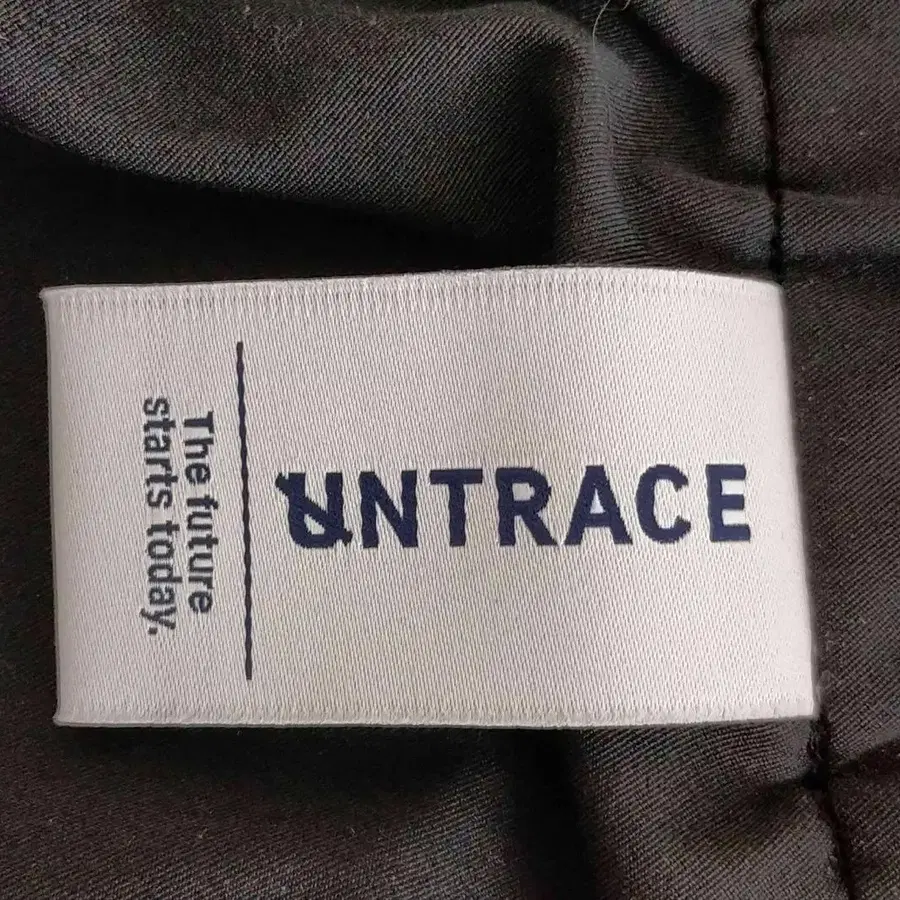 UNTRACE
The future
starts today.